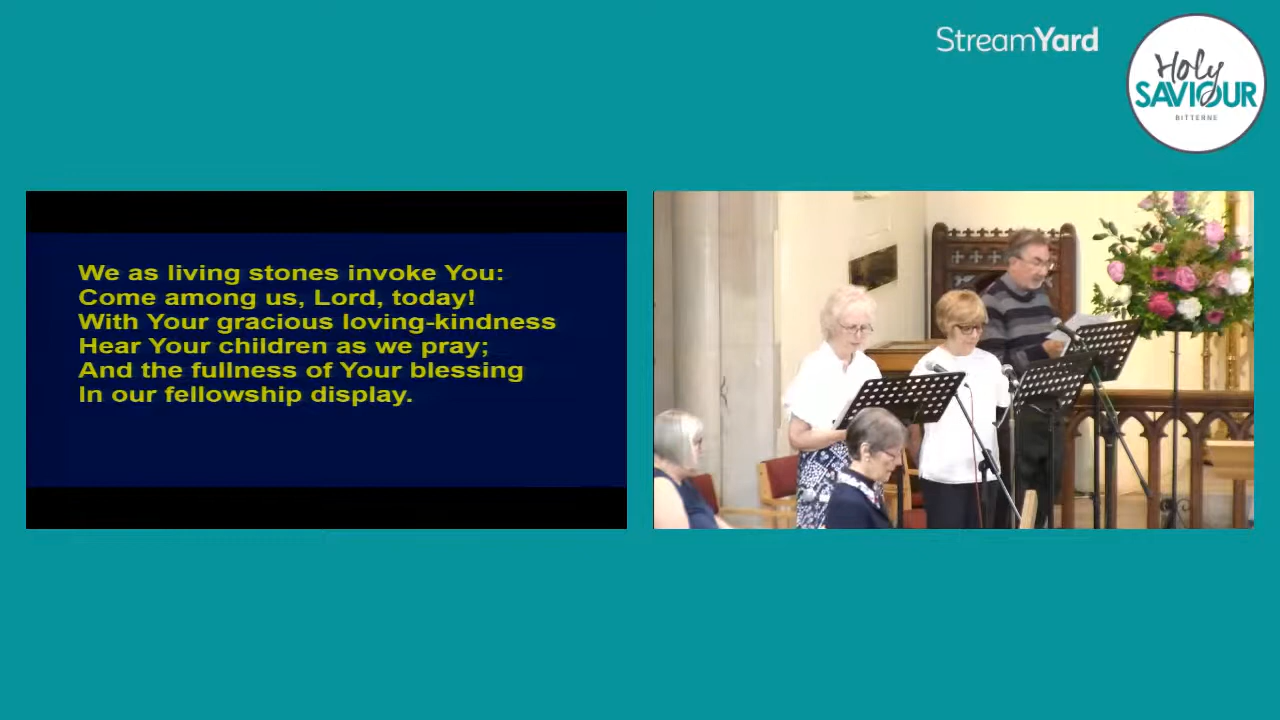 StreamYard
Holy
SAVIOUR
BITTERNE
We as living stones invoke You:
Come among us, Lord, today!
With Your gracious loving-kindness
Hear Your children as we pray;
And the fullness of Your blessing
In our fellowship display.